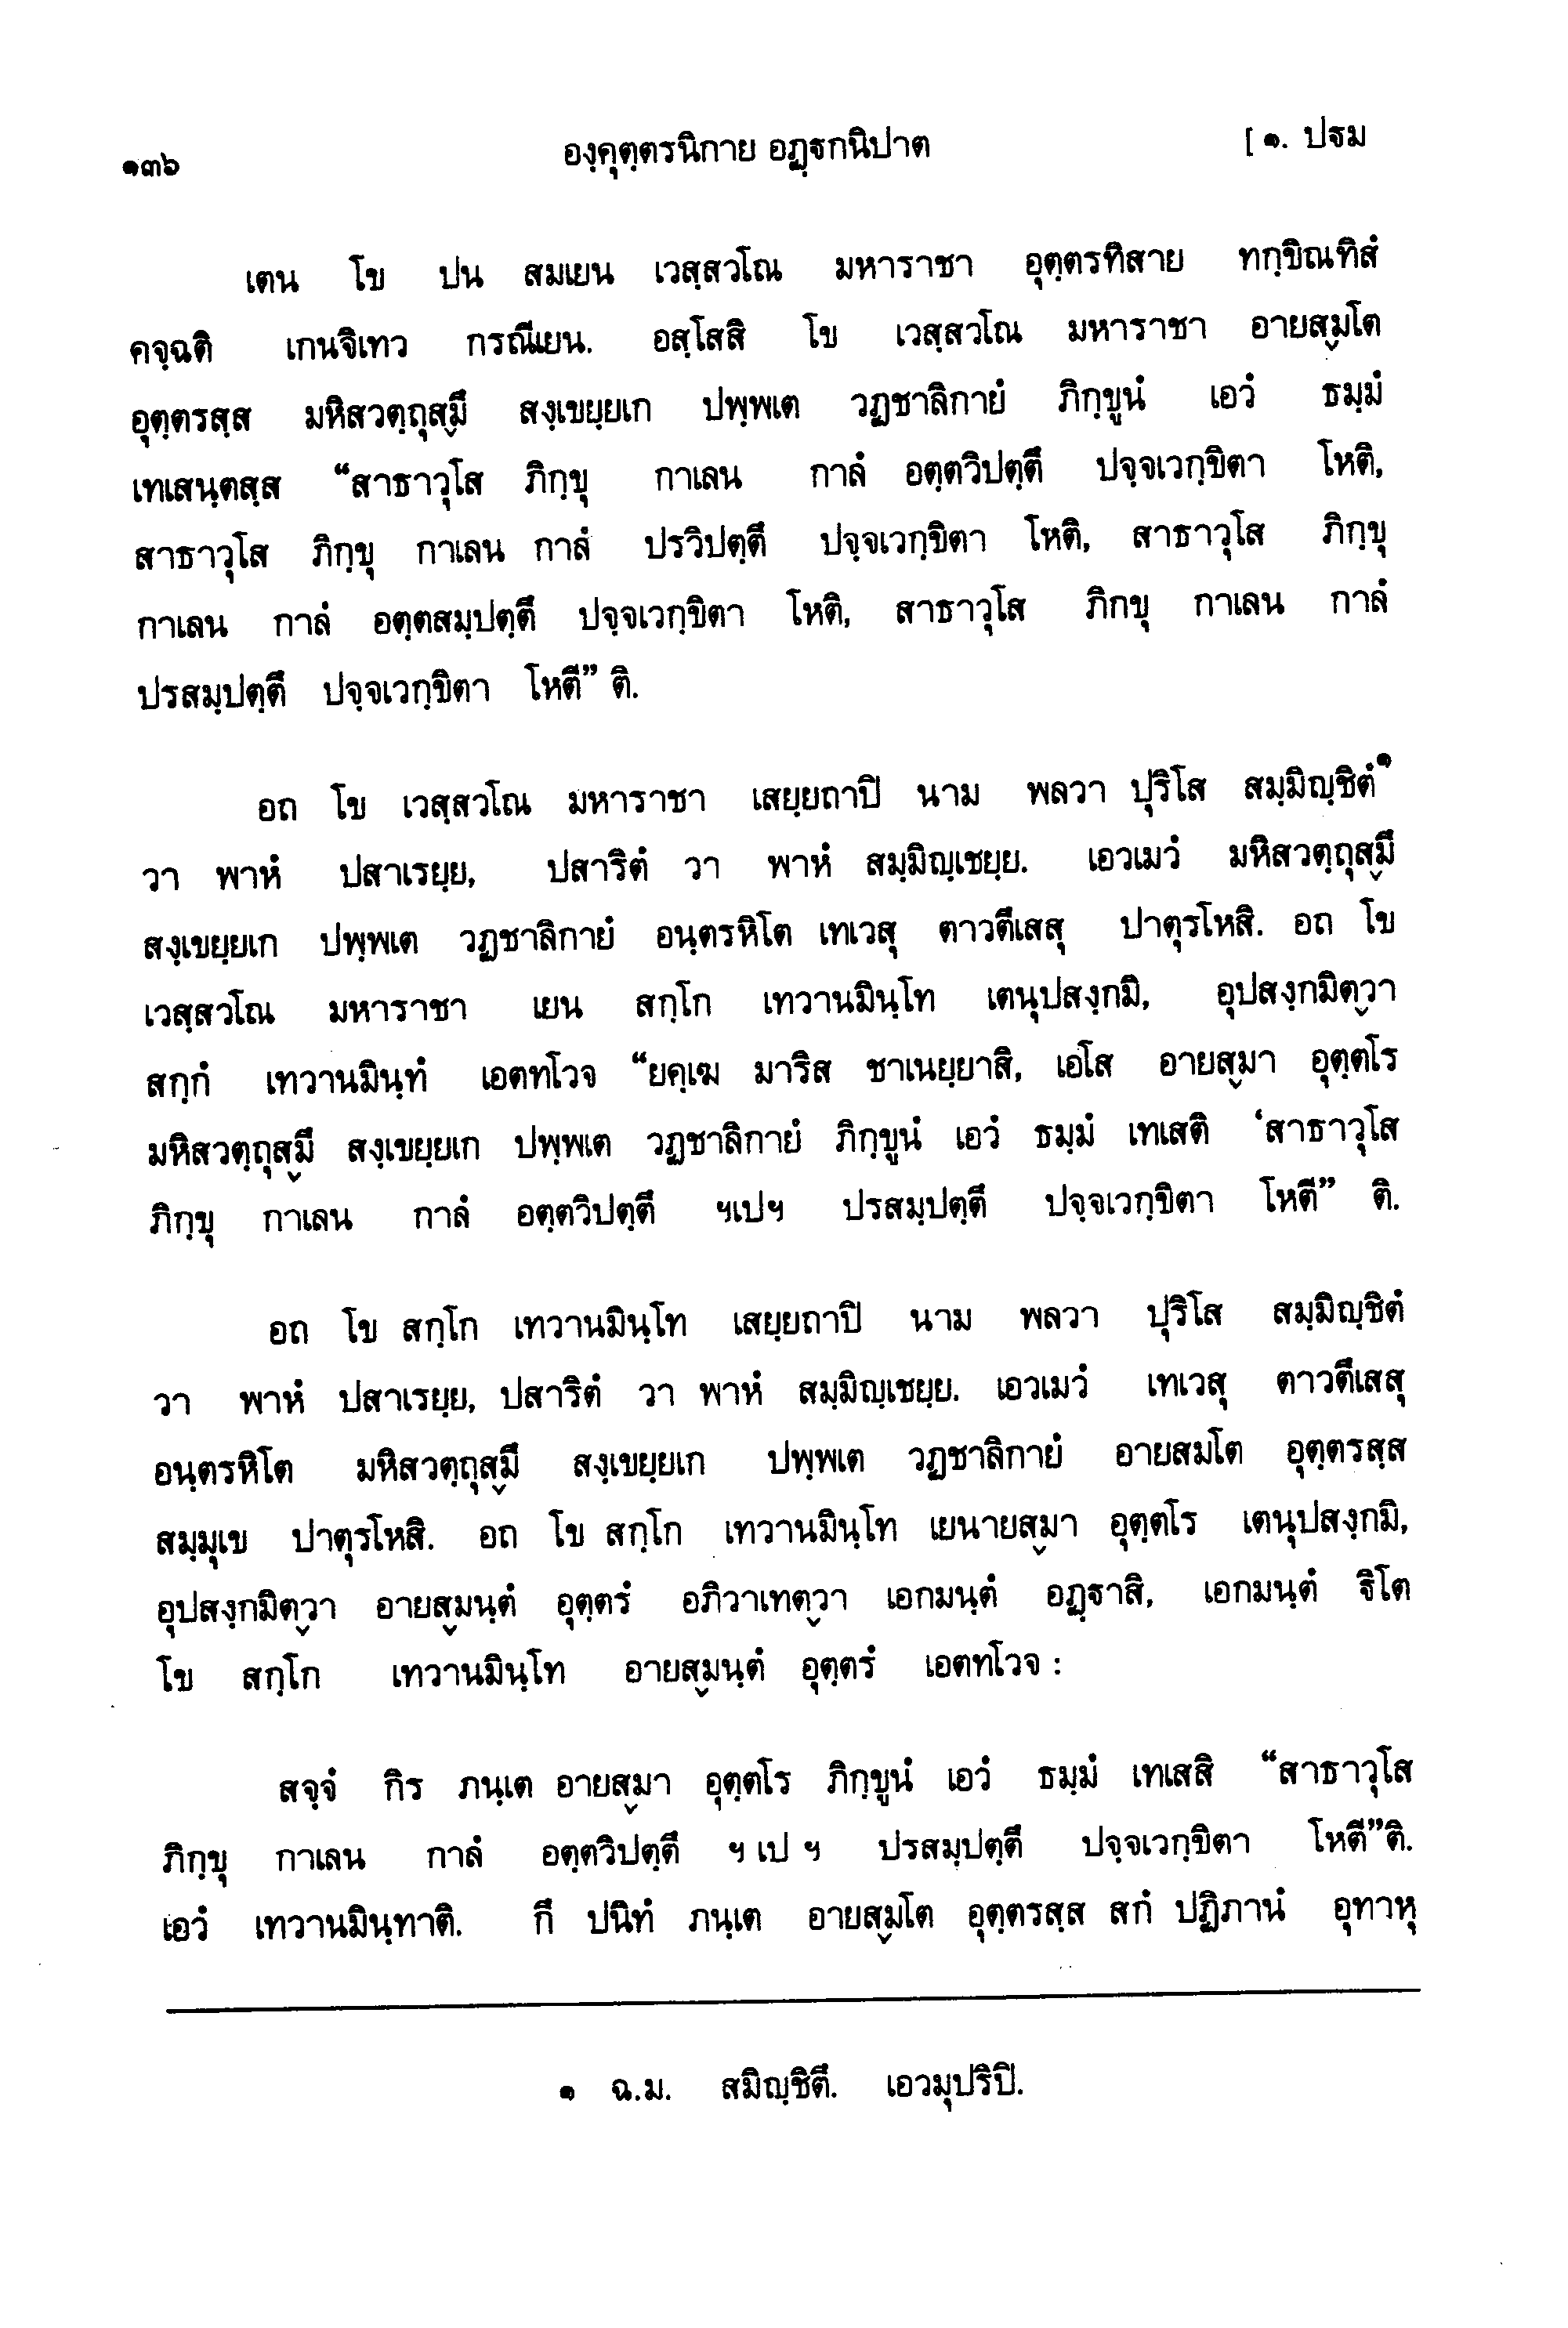 ๑๓๖ องฺคุตฺตรนิกาย อฏฺฐกนิปาต [ ๑. ปฐม
เตน โข ปน สมเยน เวสฺสวโณ มหาราชา อุตฺตรทิสาย ทกฺขิณทิสํ
คจฺฉติ เกนจิเทว กรณีเยน. อสฺโสสิ โข เวสฺสวโณ มหาราชา อายสฺมโต
อุตฺตรสฺส มหิสวตฺถุสฺมึ สงฺเขยฺยเก ปพฺพเต วฏชาลิกายํ ภิกฺขูนํ เอวํ ธมฺมํ
เทเสนฺตสฺส “สาธาวุโส ภิกฺขุ กาเลน กาลํ อตฺตวิปตฺตึ ปจฺจเวกฺขิตา โหติ,
สาธาวุโส ภิกฺขุ กาเลน กาลํ ปรวิปตฺตึ ปจฺจเวกฺขิตา โหติ, สาธาวุโส ภิกฺขุ
กาเลน กาลํ อตฺตสมฺปตฺตึ ปจฺจเวกฺขิตา โหติ, สาธาวุโส ภิกขุ กาเลน กาลํ
ปรสมฺปตฺตึ ปจฺจเวกฺขิตา โหตี” ติ.
อถ โข เวสฺสวโณ มหาราชา เสยฺยถาปิ นาม พลวา ปุริโส สมฺมิญฺชิตํ๑
วา พาหํ ปสาเรยฺย, ปสาริตํ วา พาหํ สมฺมิญฺเชยฺย. เอวเมวํ มหิสวตฺถุสฺมึ
สงฺเขยฺยเก ปพฺพเต วฏชาลิกายํ อนฺตรหิโต เทเวสุ ตาวตึเสสุ ปาตุรโหสิ. อถ โข
เวสฺสวโณ มหาราชา เยน สกฺโก เทวานมินฺโท เตนุปสงฺกมิ, อุปสงฺกมิตฺวา
สกฺกํ เทวานมินฺทํ เอตทโวจ “ยคฺเฆ มาริส ชาเนยฺยาสิ, เอโส อายสฺมา อุตฺตโร
มหิสวตฺถุสฺมึ สงฺเขยฺยเก ปพฺพเต วฏชาลิกายํ ภิกฺขูนํ เอวํ ธมฺมํ เทเสติ ‘สาธาวุโส
ภิกฺขุ กาเลน กาลํ อตฺตวิปตฺตึ ฯเปฯ ปรสมฺปตฺตึ ปจฺจเวกฺขิตา โหตี” ติ.
อถ โข สกฺโก เทวานมินฺโท เสยฺยถาปิ นาม พลวา ปุริโส สมฺมิญฺชิตํ
วา พาหํ ปสาเรยฺย, ปสาริตํ วา พาหํ สมฺมิญฺเชยฺย. เอวเมวํ เทเวสุ ตาวตึเสสุ
อนฺตรหิโต มหิสวตฺถุสฺมึ สงฺเขยฺยเก ปพฺพเต วฏชาลิกายํ อายสมโต อุตฺตรสฺส
สมฺมุเข ปาตุรโหสิ. อถ โข สกฺโก เทวานมินฺโท เยนายสฺมา อุตฺตโร เตนุปสงฺกมิ,
อุปสงฺกมิตฺวา อายสฺมนฺตํ อุตฺตรํ อภิวาเทตฺวา เอกมนฺตํ อฏฺฐาสิ, เอกมนฺตํ ฐิโต
โข สกฺโก เทวานมินฺโท อายสฺมนฺตํ อุตฺตรํ เอตทโวจ :
สจฺจํ กิร ภนฺเต อายสฺมา อุตฺตโร ภิกฺขูนํ เอวํ ธมฺมํ เทเสสิ “สาธาวุโส
ภิกฺขุ กาเลน กาลํ อตฺตวิปตฺตึ ฯ เป ฯ ปรสมฺปตฺตึ ปจฺจเวกฺขิตา โหตี”ติ.
เอวํ เทวานมินฺทาติ. กึ ปนิทํ ภนฺเต อายสฺมโต อุตฺตรสฺส สกํ ปฏิภานํ อุทาหุ
๑ ฉ.ม. สมิญฺชิตึ. เอวมุปริปิ.